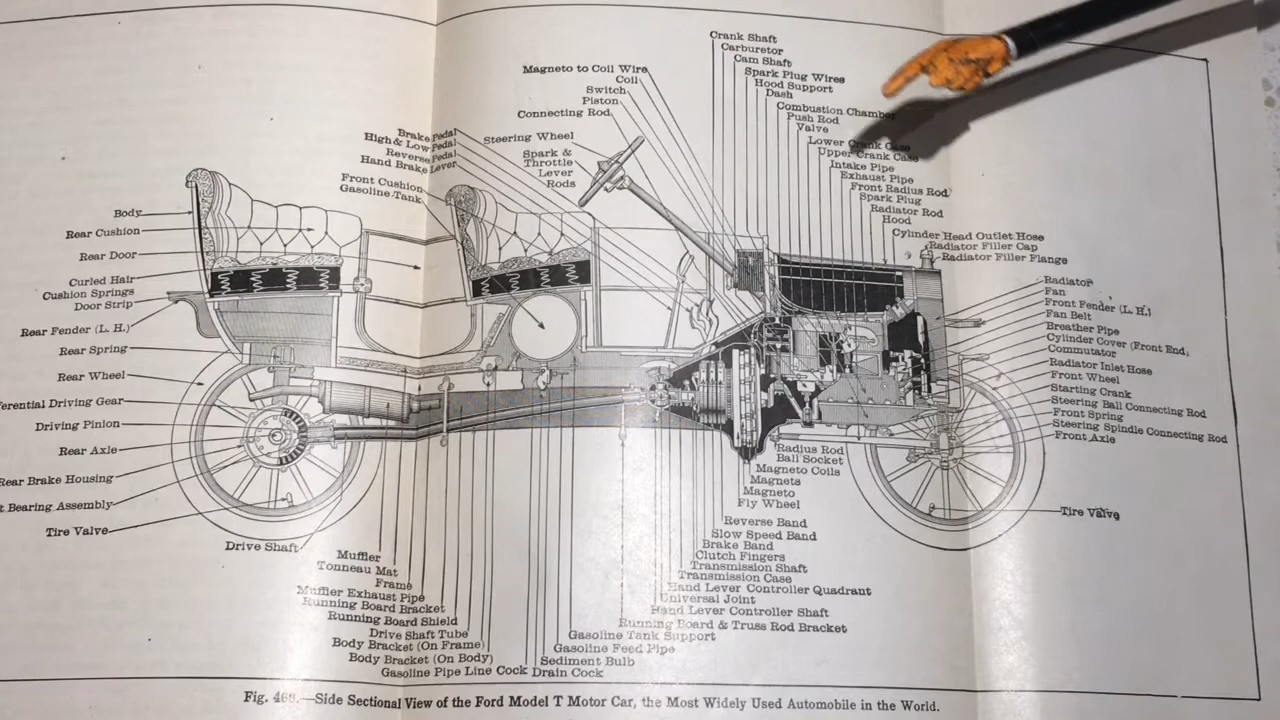 Crank Shaft
Carburetor
Cam Shaft
Spark Plug Wires
Hood Support
Dash
Combustion Chamber
Push Rod
Valve
Lower Crank Case
Upper Crank Case
Intake Pipe
Exhaust Pipe
Front Radius Rod
Spark Plug
Radiator Rod
Hood
Cylinder Head Outlet Hose
Radiator Filler Cap
Radiator Filler Flange
Magneto to Coil Wire
Coil
Switch
Piston
Connecting Rod
Steering Wheel
Spark &
Throttle
Lever
Rods
Brake Pedal
High & Low Pedal
Reverse Pedal
Hand Brake Lever
Front Cushion
Gasoline Tank
Body
Rear Cushion
Rear Door
Curled Hair
Cushion Springs
Door Strip
Rear Fender (L. H.)
Rear Spring
Rear Wheel
ferential Driving Gear
Driving Pinion
Rear Axle
Rear Brake Housing
t Bearing Assembly
Tire Valve
Drive Shaft
Radiator
Fan
Front Fender (L. H.)
Fan Belt
Breather Pipe
Cylinder Cover (Front End)
Commutator
Radiator Inlet Hose
Front Wheel
Starting Crank
Steering Ball Connecting Rod
Front Spring
Steering Spindle Connecting Rod
Front Axle
Tire Valve
Radius Rod
Ball Socket
Magneto Coils
Magnets
Magneto
Fly Wheel
Reverse Band
Slow Speed Band
Brake Band
Clutch Fingers
Transmission Shaft
Transmission Case
Hand Lever Controller Quadrant
Universal Joint
Hand Lever Controller Shaft
Running Board & Truss Rod Bracket
Gasoline Tank Support
Gasoline Feed Pipe
Sediment Bulb
Drain Cock
Muffler
Tonneau Mat
Frame
Muffler Exhaust Pipe
Running Board Bracket
Running Board Shield
Drive Shaft Tube
Body Bracket (On Frame)
Body Bracket (On Body)
Gasoline Pipe Line Cock
Fig. —Side Sectional View of the Ford Model T Motor Car, the Most Widely Used Automobile in the World.